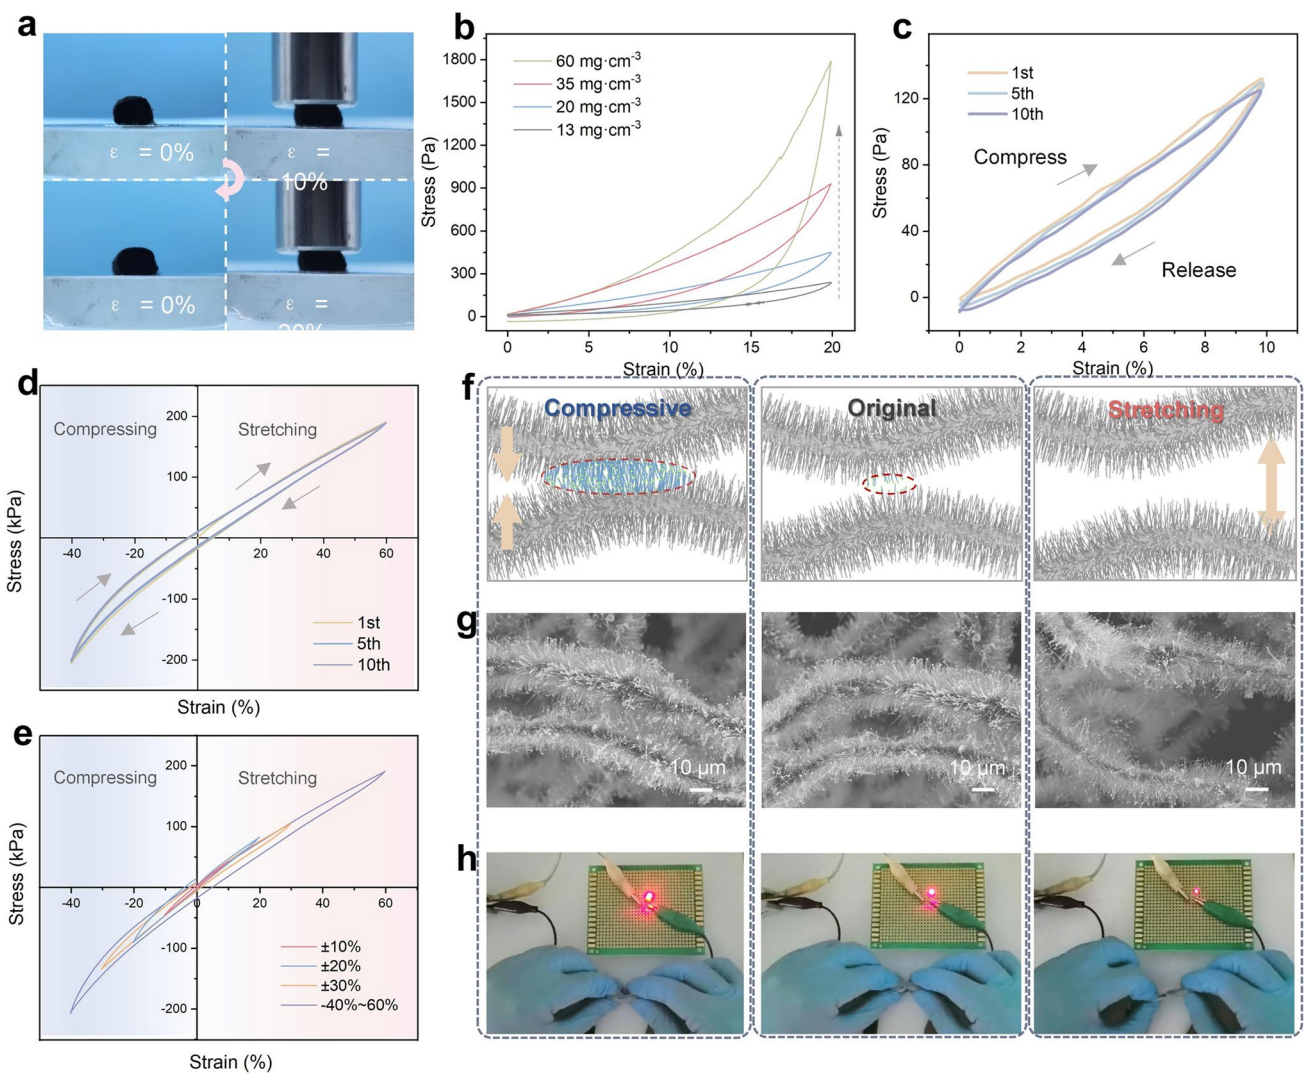 a
ε = 0%
ε =
10%
ε = 0%
ε =
20%
b
Stress (Pa)
1800
1500
1200
900
600
300
0
60 mg·cm-3
35 mg·cm-3
20 mg·cm-3
13 mg·cm-3
0 5 10 15 20
Strain (%)
c
Stress (Pa)
120
80
40
0
1st
5th
10th
Compress
Release
0 2 4 6 8 10
Strain (%)
d
Stress (kPa)
Compressing
Stretching
200
100
-100
-200
-40 -20 0 20 40 60
1st
5th
10th
Strain (%)
e
Stress (kPa)
Compressing
Stretching
200
100
-100
-200
-40 -20 0 20 40 60
±10%
±20%
±30%
-40%~60%
Strain (%)
f
Compressive
Original
Stretching
g
10 μm
10 μm
10 μm
h